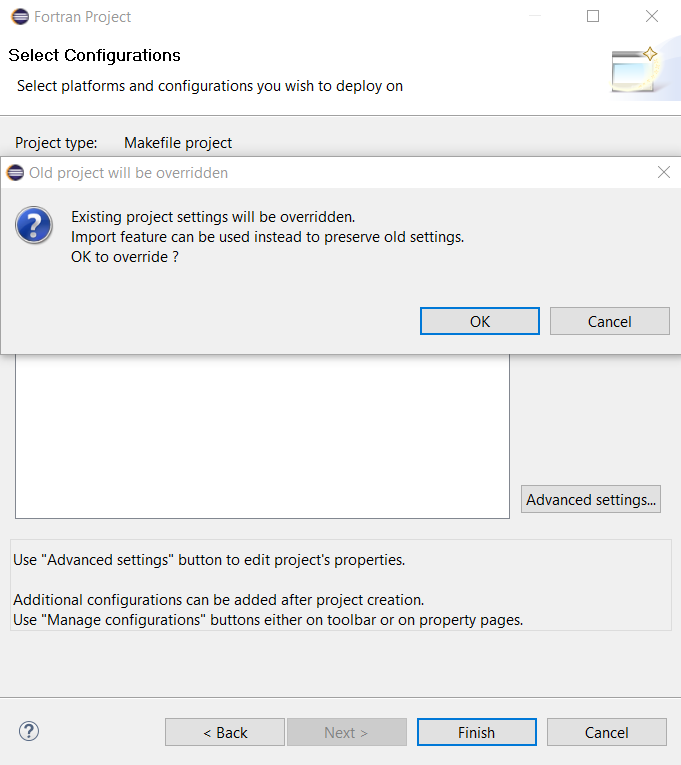 Fortran Project
Select Configurations
Select platforms and configurations you wish to deploy on
Project type: Makefile project
Old project will be overridden
Existing project settings will be overridden.
Import feature can be used instead to preserve old settings.
OK to override ?
OK Cancel
Advanced settings...
Use "Advanced settings" button to edit project's properties.
Additional configurations can be added after project creation.
Use "Manage configurations" buttons either on toolbar or on property pages.
< Back Next > Finish Cancel